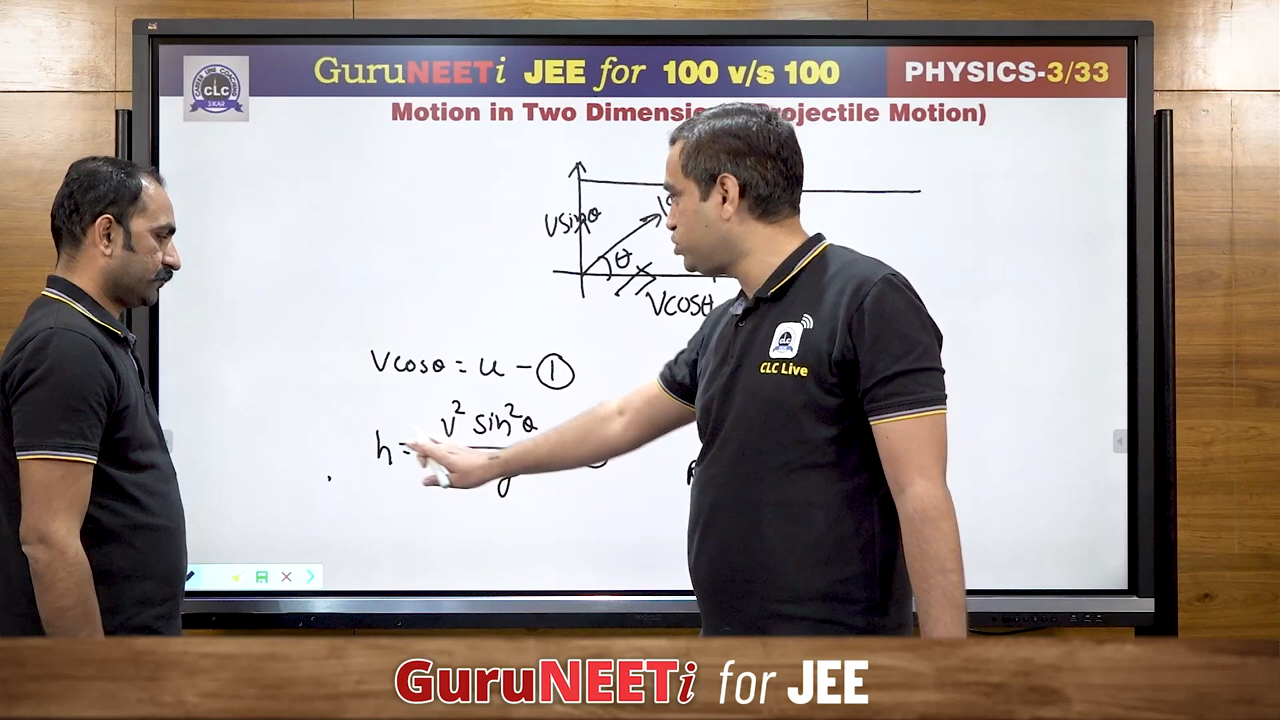 GuruNEETi JEE for 100 v/s 100
PHYSICS-3/33
CLC
SIKAR
Motion in Two Dimensi
ojectile Motion)
Vsinθ
θ
Vcosθ
Vcosθ = u - ①
h =
v² sin²θ
g
CLC Live
GuruNEETi for JEE